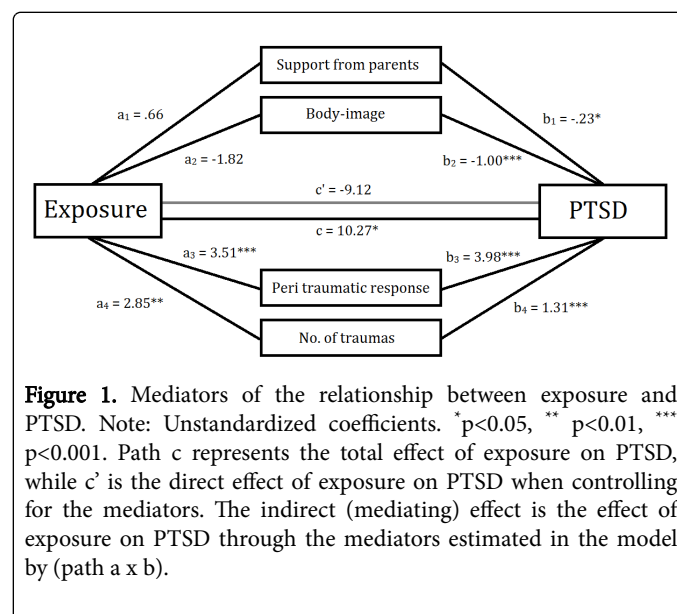 Support from parents
a₁ = .66
b₁ = -.23*
Body-image
a₂ = -1.82
b₂ = -1.00***
c' = -9.12
Exposure
PTSD
c = 10.27*
a₃ = 3.51***
b₃ = 3.98***
Peri traumatic response
a₄ = 2.85**
b₄ = 1.31***
No. of traumas
Figure 1. Mediators of the relationship between exposure and
PTSD. Note: Unstandardized coefficients. *p<0.05, ** p<0.01, ***
p<0.001. Path c represents the total effect of exposure on PTSD,
while c’ is the direct effect of exposure on PTSD when controlling
for the mediators. The indirect (mediating) effect is the effect of
exposure on PTSD through the mediators estimated in the model
by (path a x b).